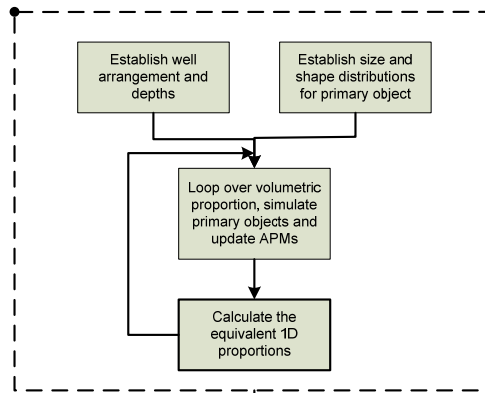 Establish well
arrangement and
depths
Establish size and
shape distributions
for primary object
Loop over volumetric
proportion, simulate
primary objects and
update APMs
Calculate the
equivalent 1D
proportions